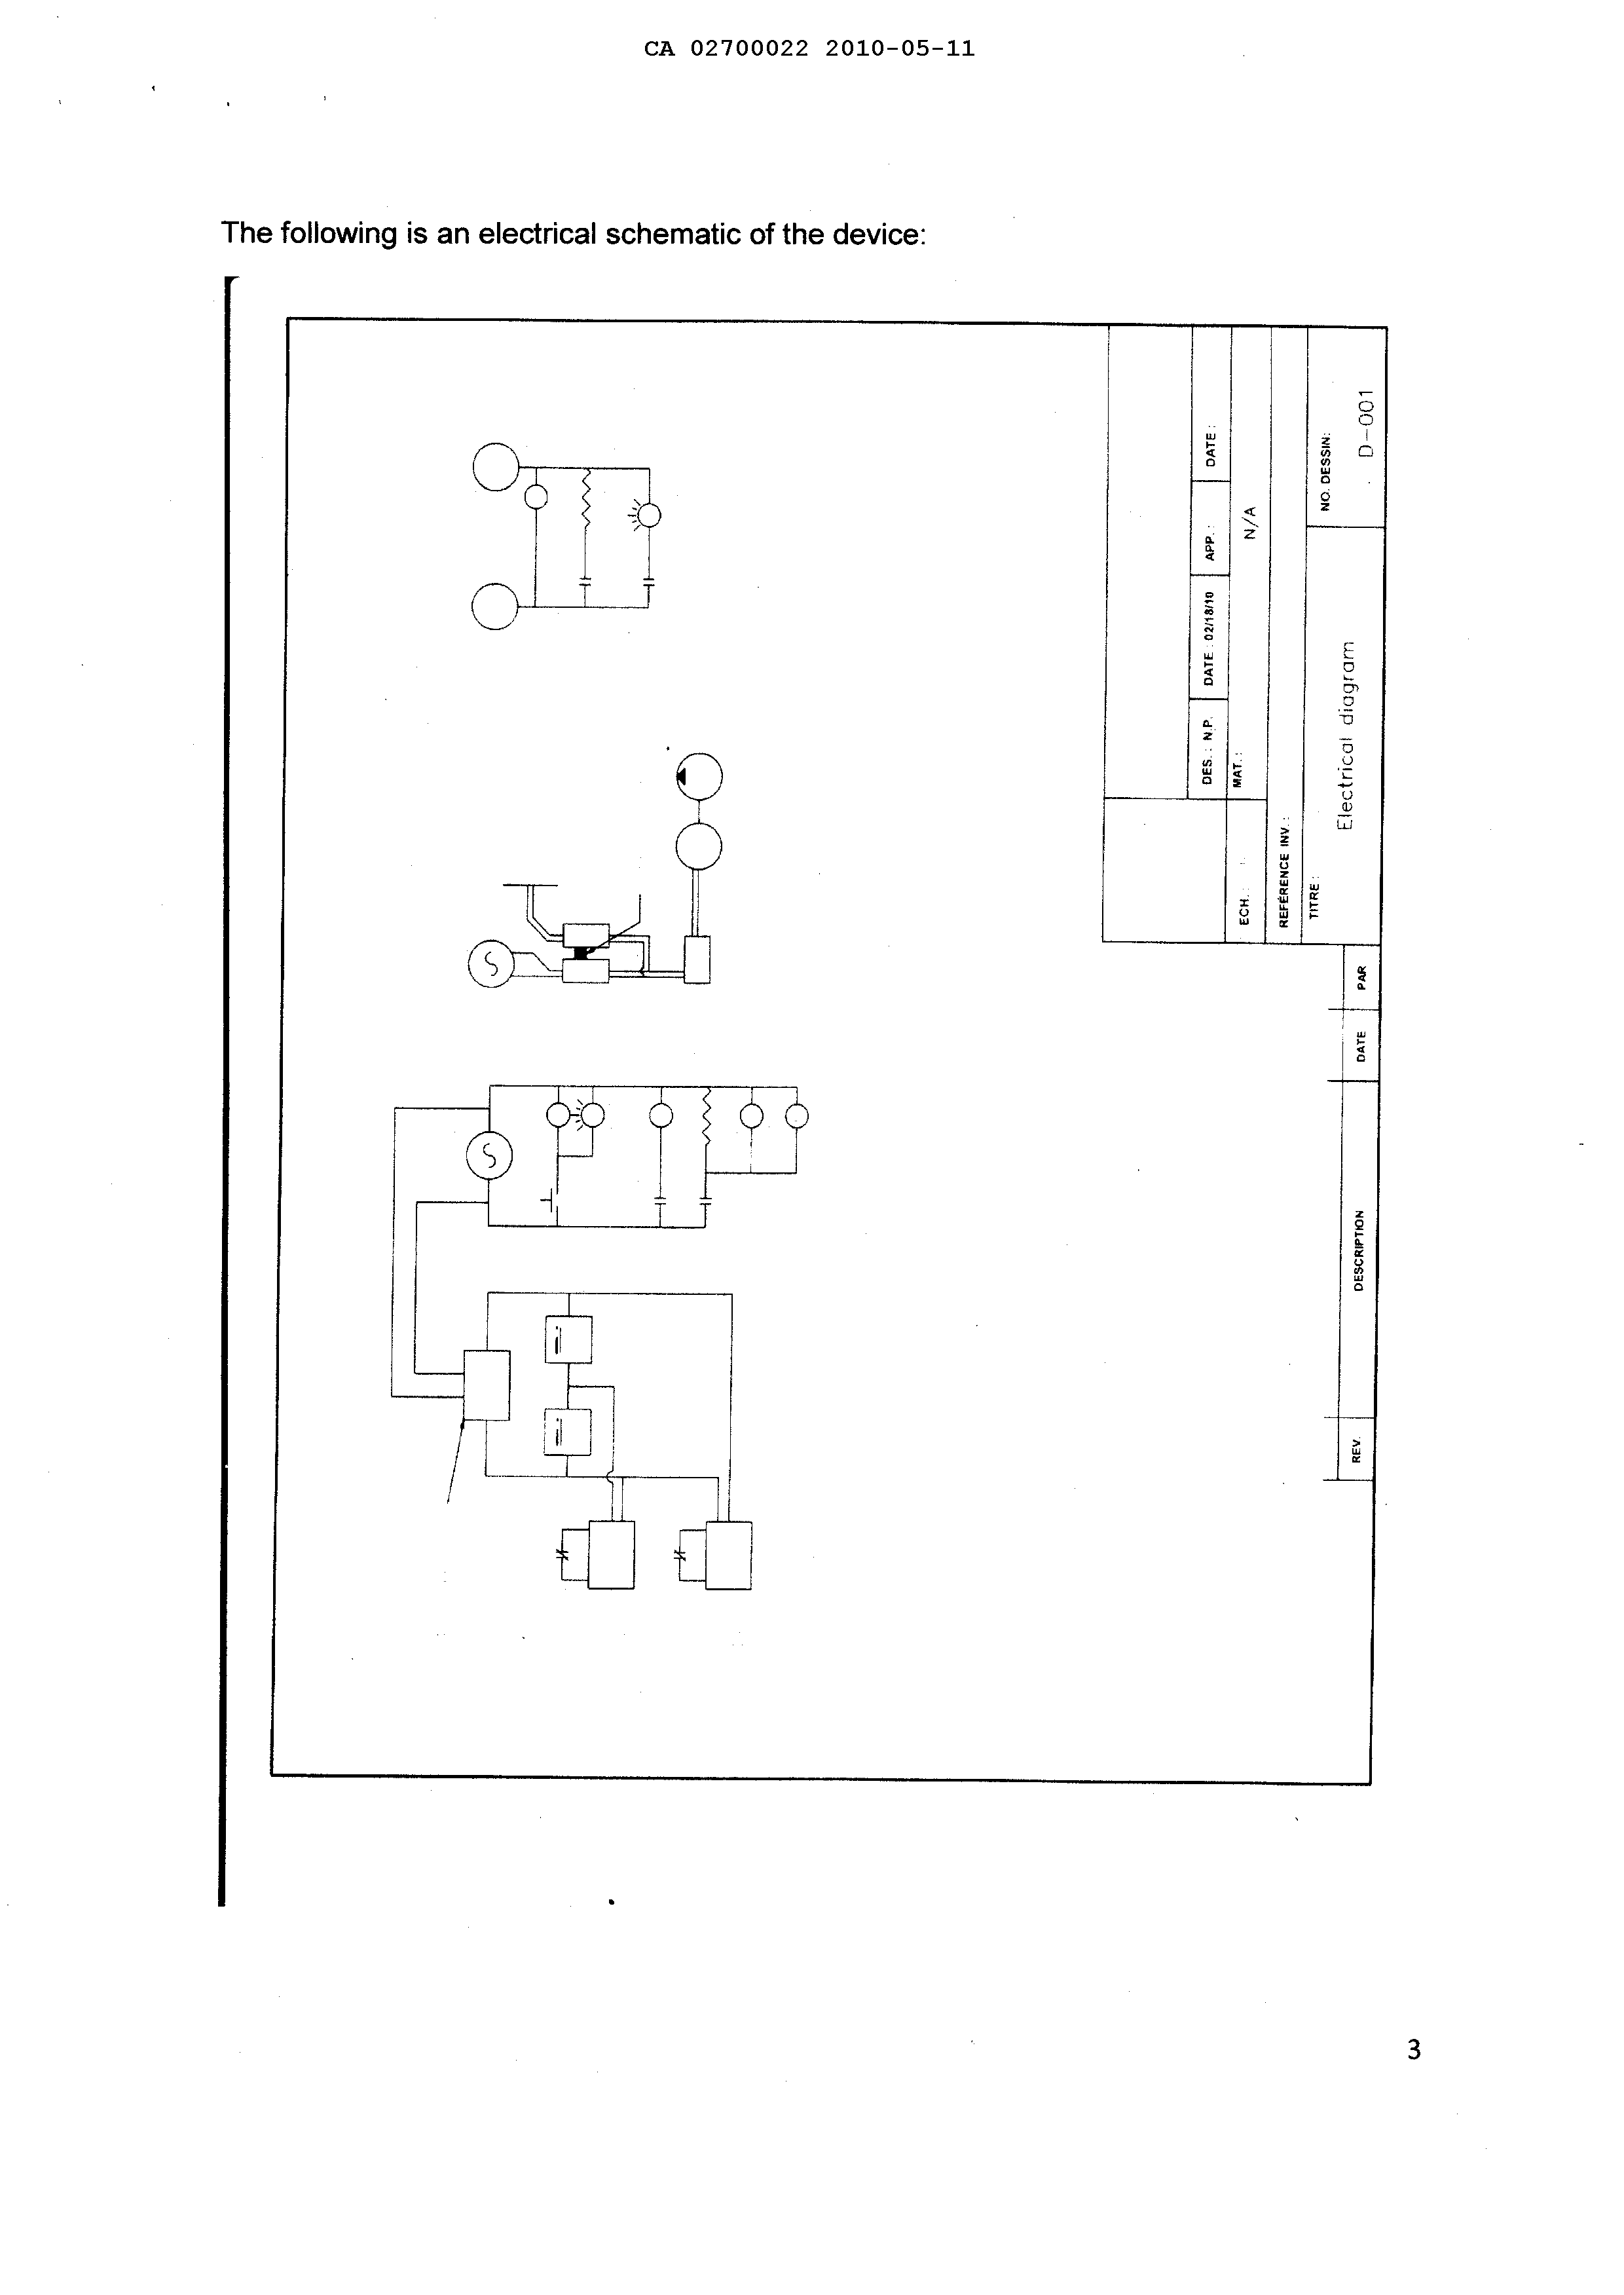 CA 02700022 2010-05-11
The following is an electrical schematic of the device:
DES. : N.P.
DATE : 02/18/10
APP. :
DATE :
MAT. :
N/A
ECH. :
REFÉRENCE INV. :
TITRE :
Electrical diagram
NO. DESSIN:
D-001
REV.
DESCRIPTION
DATE
PAR
3